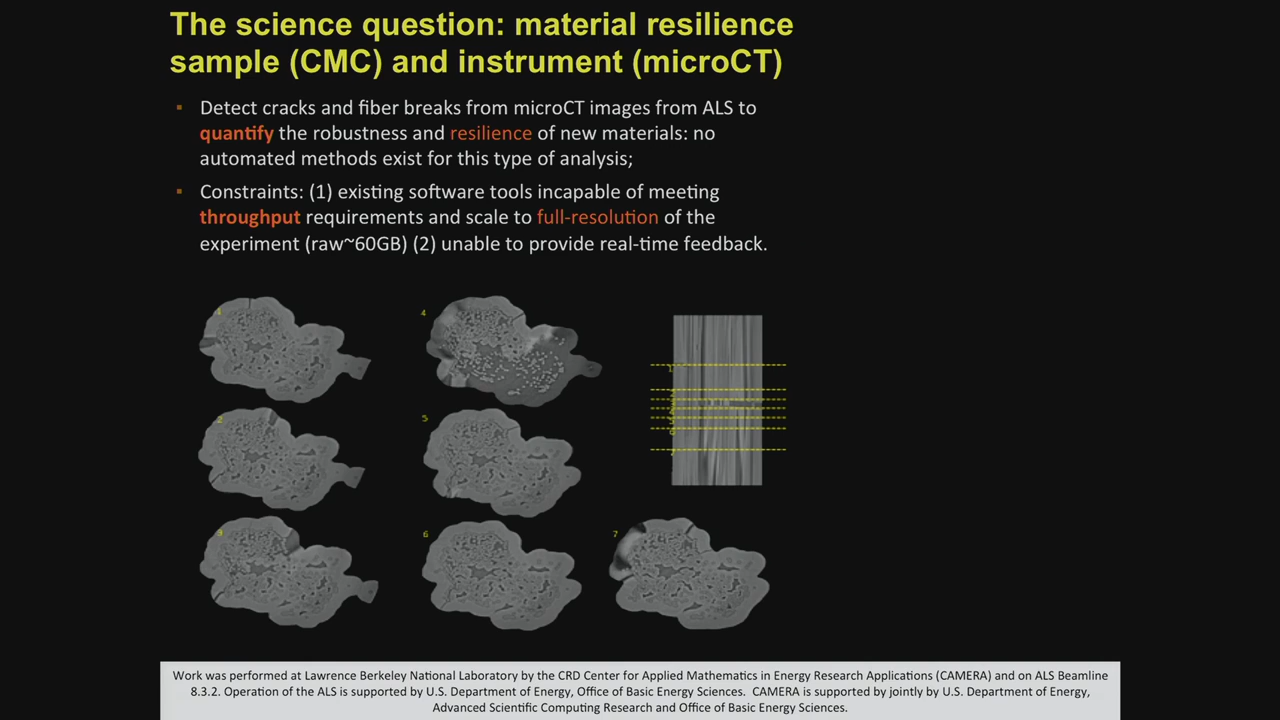 The science question: material resilience
sample (CMC) and instrument (microCT)
▪ Detect cracks and fiber breaks from microCT images from ALS to
quantify the robustness and resilience of new materials: no
automated methods exist for this type of analysis;
▪ Constraints: (1) existing software tools incapable of meeting
throughput requirements and scale to full-resolution of the
experiment (raw~60GB) (2) unable to provide real-time feedback.
1
4
2
5
3
6
7
Work was performed at Lawrence Berkeley National Laboratory by the CRD Center for Applied Mathematics in Energy Research Applications (CAMERA) and on ALS Beamline
8.3.2. Operation of the ALS is supported by U.S. Department of Energy, Office of Basic Energy Sciences. CAMERA is supported by jointly by U.S. Department of Energy,
Advanced Scientific Computing Research and Office of Basic Energy Sciences.